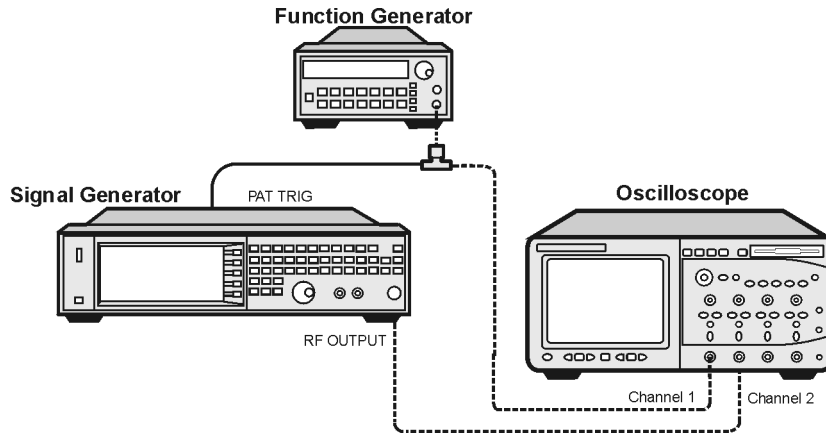 Function Generator
Signal Generator
PAT TRIG
Oscilloscope
RF OUTPUT
Channel 1
Channel 2